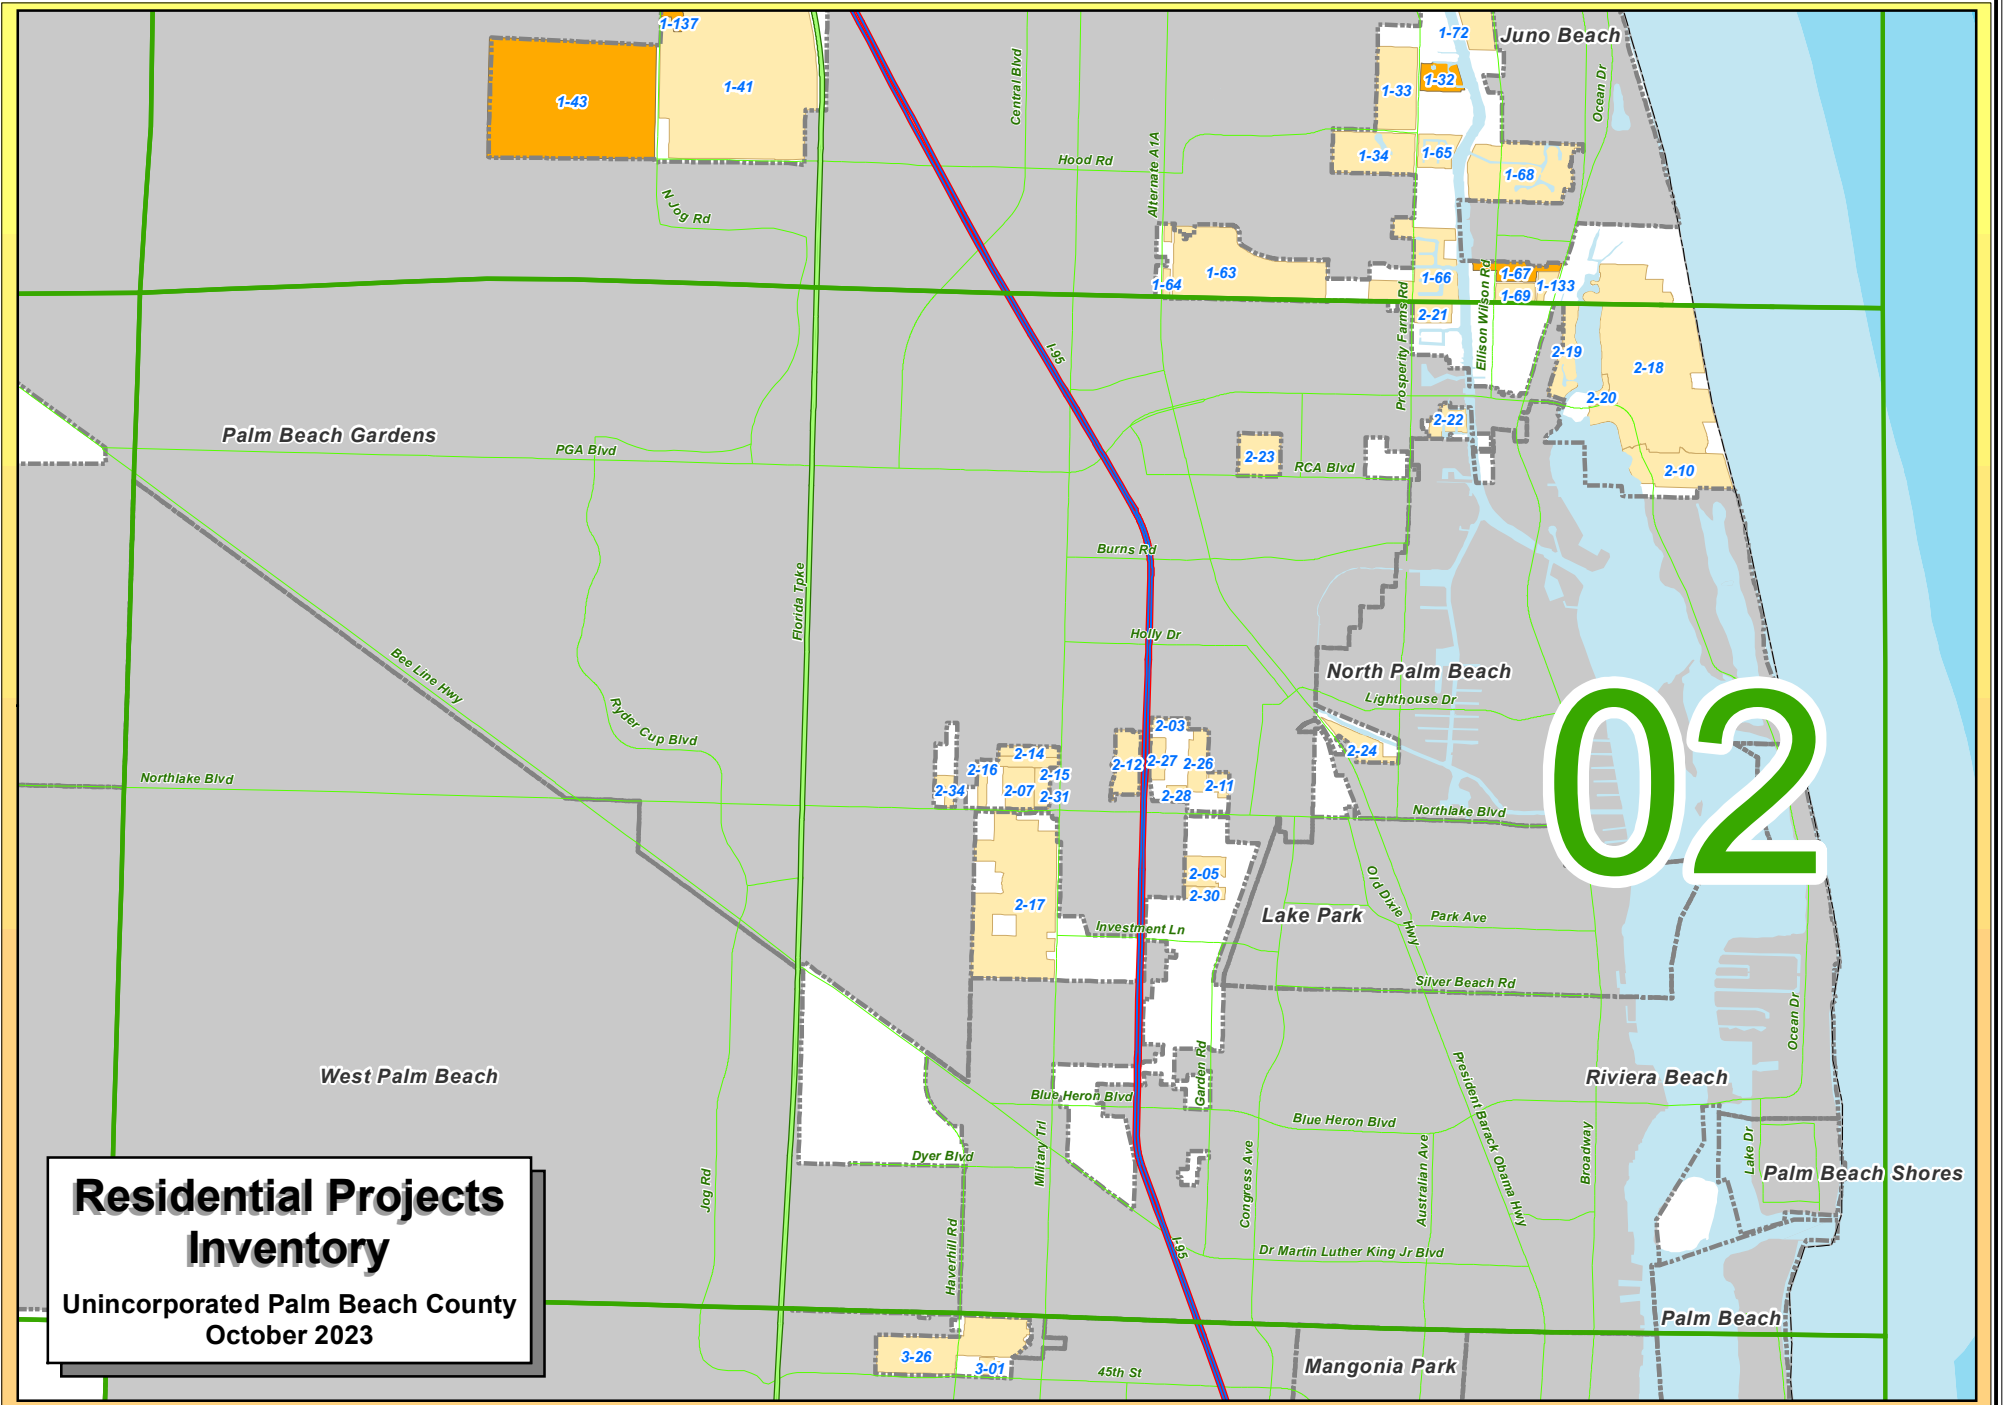 1-137
1-72
Juno Beach
1-43
1-41
Central Blvd
1-33
1-32
Ocean Dr
Hood Rd
Alternate A1A
1-34
1-65
1-68
N Jog Rd
1-64
1-63
1-66
1-67
1-133
1-69
2-21
Prosperity Farms Rd
Ellison Wilson Rd
I-95
2-19
2-18
2-20
2-22
Palm Beach Gardens
PGA Blvd
2-23
RCA Blvd
2-10
Burns Rd
Florida Tpke
Holly Dr
Bee Line Hwy
North Palm Beach
Lighthouse Dr
02
Ryder Cup Blvd
2-03
2-14
2-24
2-16
2-15
2-12
2-27
2-26
Northlake Blvd
2-34
2-07
2-31
2-28
2-11
Northlake Blvd
2-05
2-30
2-17
Old Dixie Hwy
Lake Park
Park Ave
Investment Ln
Silver Beach Rd
Ocean Dr
West Palm Beach
Garden Rd
President Barack Obama Hwy
Riviera Beach
Blue Heron Blvd
Blue Heron Blvd
Military Trl
Dyer Blvd
Congress Ave
Australian Ave
Broadway
Lake Dr
Palm Beach Shores
Jog Rd
Haverhill Rd
I-95
Dr Martin Luther King Jr Blvd
Residential Projects
Inventory
Unincorporated Palm Beach County
October 2023
Palm Beach
3-26
3-01
45th St
Mangonia Park